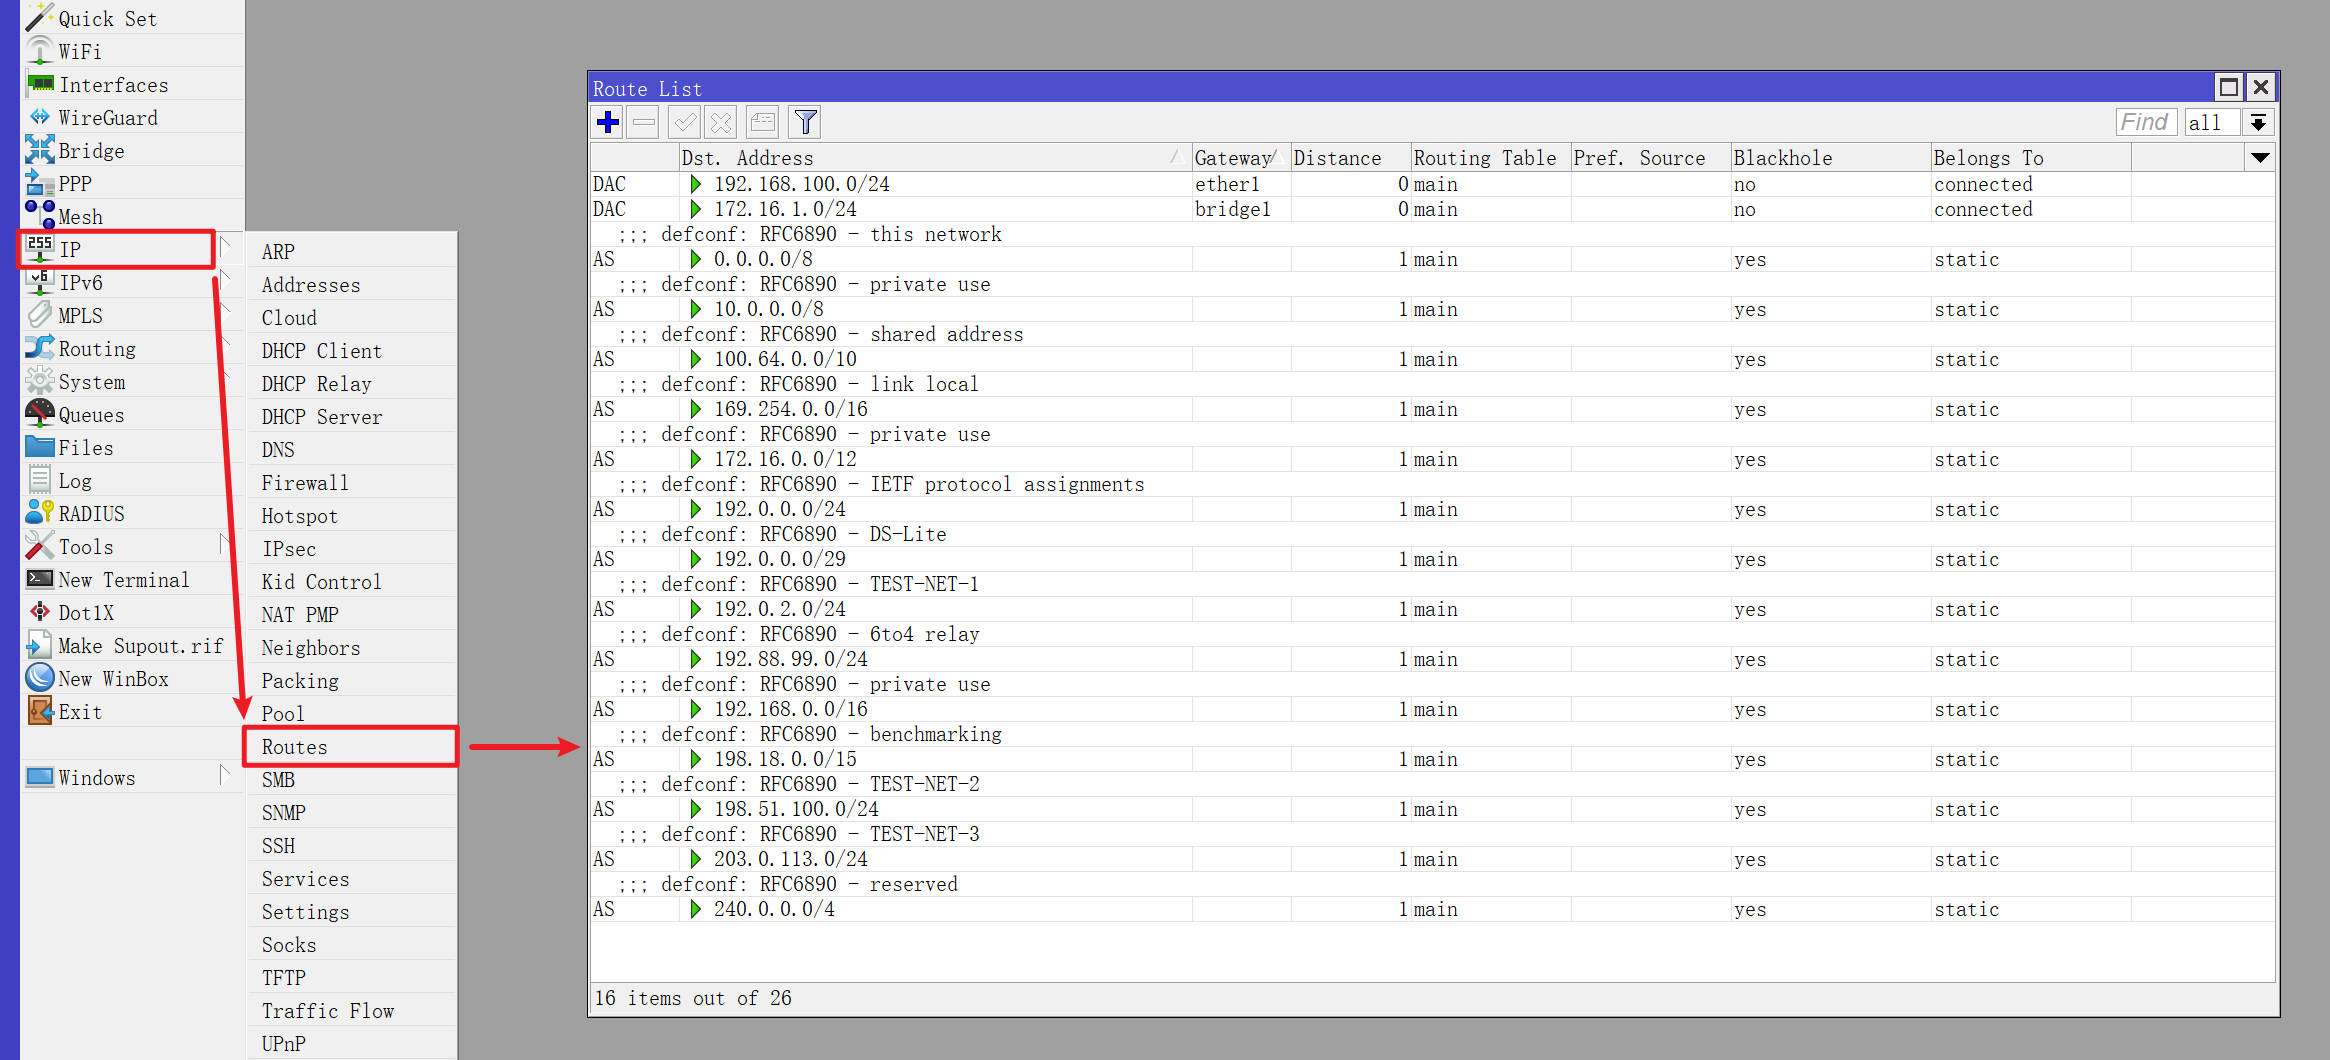 Quick Set
WiFi
Interfaces
WireGuard
Bridge
PPP
Mesh
255 IP
v6 IPv6
MPLS
Routing
System
Queues
Files
Log
RADIUS
Tools
New Terminal
Dot1X
Make Supout.rif
New WinBox
Exit
Windows
ARP
Addresses
Cloud
DHCP Client
DHCP Relay
DHCP Server
DNS
Firewall
Hotspot
IPsec
Kid Control
NAT PMP
Neighbors
Packing
Pool
Routes
SMB
SNMP
SSH
Services
Settings
Socks
TFTP
Traffic Flow
UPnP
Route List
Find all
Dst. Address Gateway Distance Routing Table Pref. Source Blackhole Belongs To
DAC 192.168.100.0/24 ether1 0 main no connected
DAC 172.16.1.0/24 bridge1 0 main no connected
;;; defconf: RFC6890 - this network
AS 0.0.0.0/8 1 main yes static
;;; defconf: RFC6890 - private use
AS 10.0.0.0/8 1 main yes static
;;; defconf: RFC6890 - shared address
AS 100.64.0.0/10 1 main yes static
;;; defconf: RFC6890 - link local
AS 169.254.0.0/16 1 main yes static
;;; defconf: RFC6890 - private use
AS 172.16.0.0/12 1 main yes static
;;; defconf: RFC6890 - IETF protocol assignments
AS 192.0.0.0/24 1 main yes static
;;; defconf: RFC6890 - DS-Lite
AS 192.0.0.0/29 1 main yes static
;;; defconf: RFC6890 - TEST-NET-1
AS 192.0.2.0/24 1 main yes static
;;; defconf: RFC6890 - 6to4 relay
AS 192.88.99.0/24 1 main yes static
;;; defconf: RFC6890 - private use
AS 192.168.0.0/16 1 main yes static
;;; defconf: RFC6890 - benchmarking
AS 198.18.0.0/15 1 main yes static
;;; defconf: RFC6890 - TEST-NET-2
AS 198.51.100.0/24 1 main yes static
;;; defconf: RFC6890 - TEST-NET-3
AS 203.0.113.0/24 1 main yes static
;;; defconf: RFC6890 - reserved
AS 240.0.0.0/4 1 main yes static
16 items out of 26